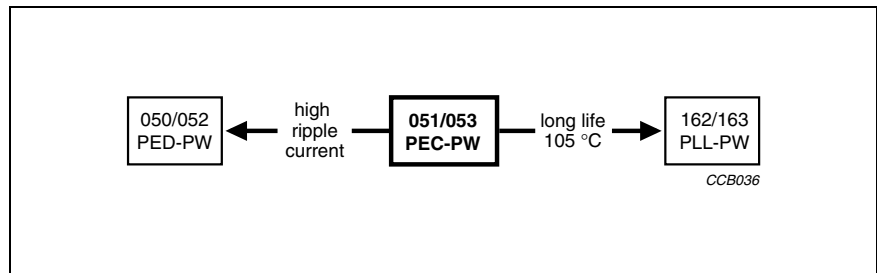 050/052
PED-PW
high
ripple
current
051/053
PEC-PW
long life
105 °C
162/163
PLL-PW
CCB036